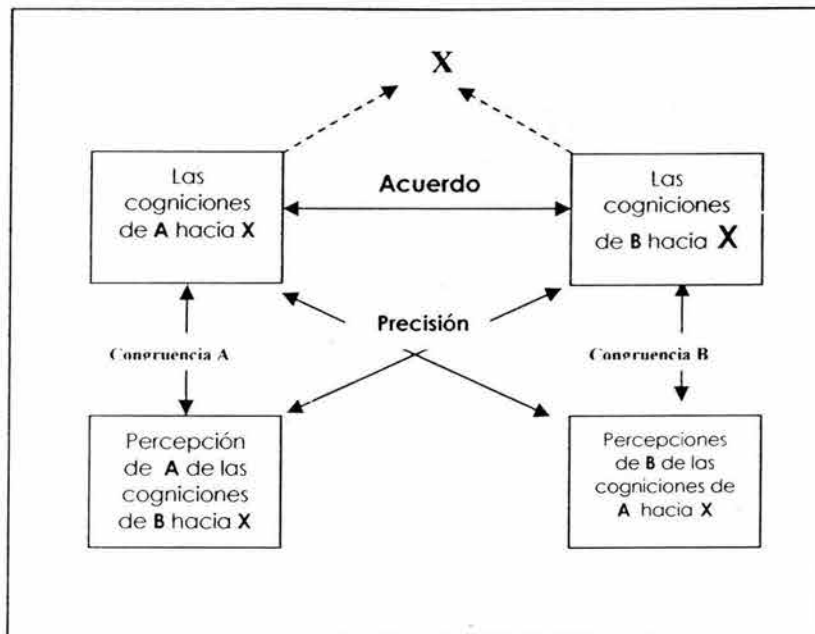 X
Las
cogniciones
de A hacia X
Acuerdo
Las
cogniciones
de B hacia X
Precisión
Congruencia A
Congruencia B
Percepción
de A de las
cogniciones
de B hacia X
Percepciones
de B de las
cogniciones de
A hacia X